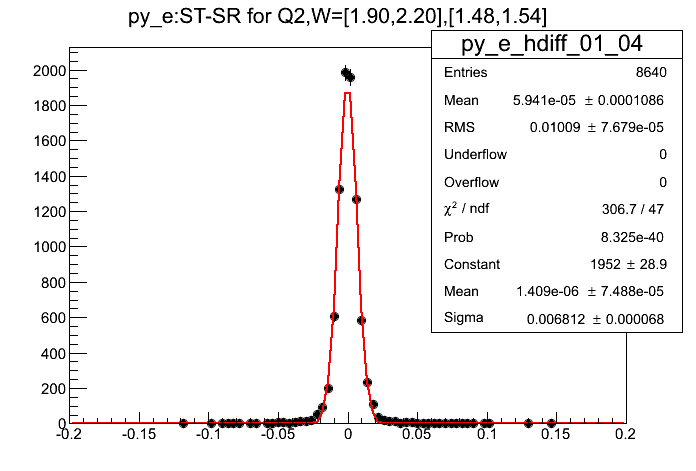 py_e:ST-SR for Q2,W=[1.90,2.20],[1.48,1.54]
py_e_hdiff_01_04
Entries 8640
Mean 5.941e-05 ± 0.0001086
RMS 0.01009 ± 7.679e-05
Underflow 0
Overflow 0
χ² / ndf 306.7 / 47
Prob 8.325e-40
Constant 1952 ± 28.9
Mean 1.409e-06 ± 7.488e-05
Sigma 0.006812 ± 0.000068
2000
1800
1600
1400
1200
1000
800
600
400
200
0
-0.2 -0.15 -0.1 -0.05 0 0.05 0.1 0.15 0.2